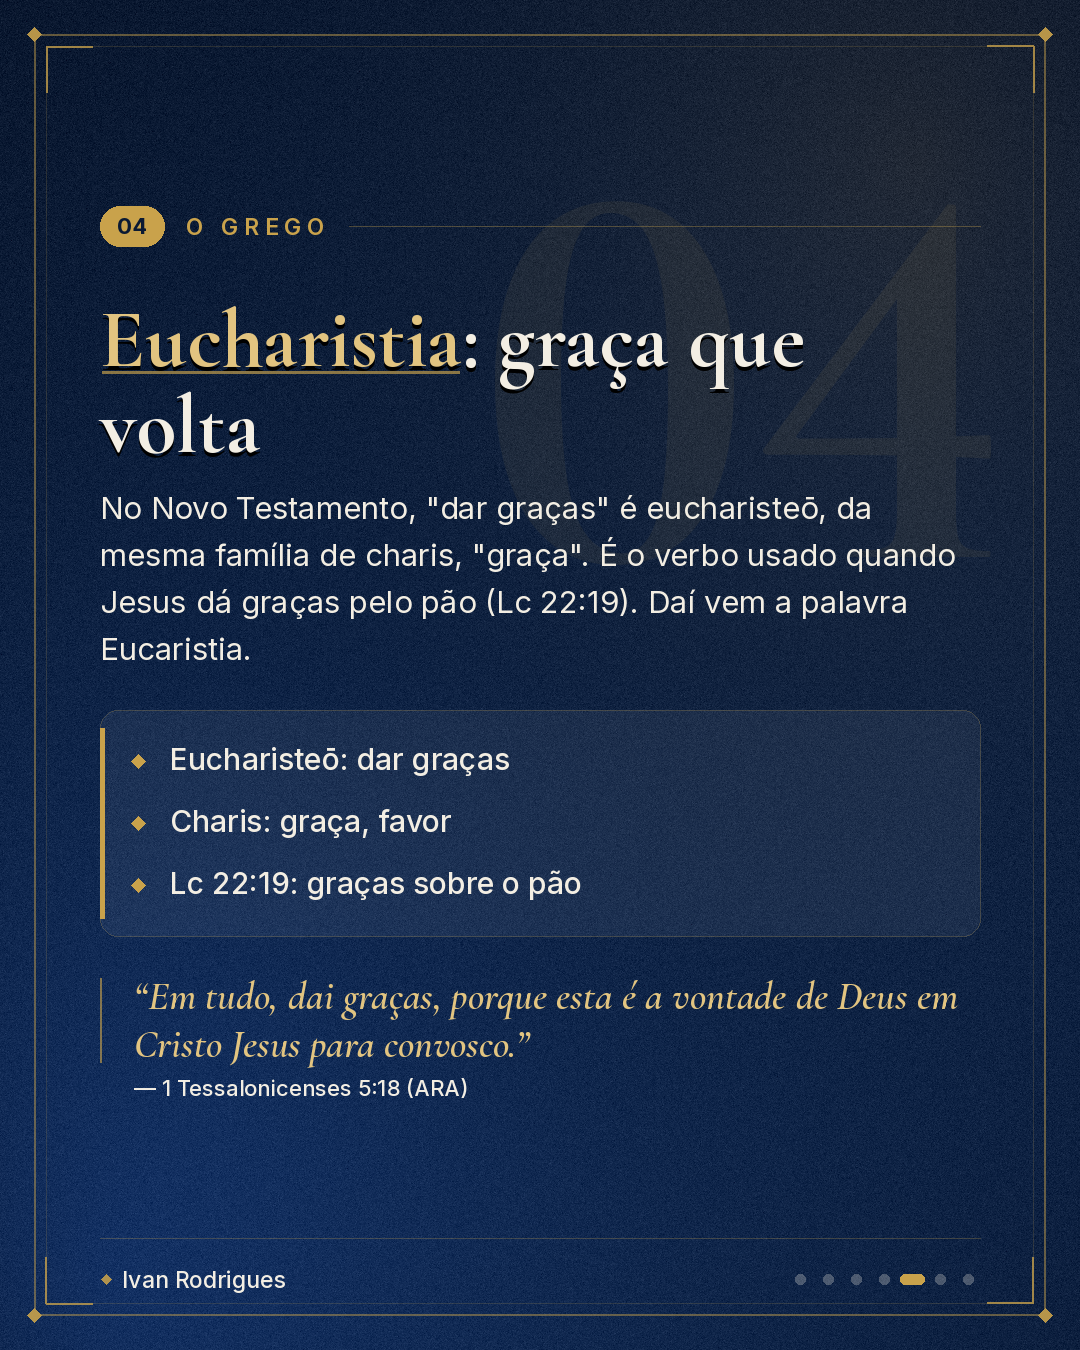 04 O GREGO
04
Eucharistia: graça que
volta
No Novo Testamento, "dar graças" é eucharisteō, da
mesma família de charis, "graça". É o verbo usado quando
Jesus dá graças pelo pão (Lc 22:19). Daí vem a palavra
Eucaristia.
Eucharisteō: dar graças
Charis: graça, favor
Lc 22:19: graças sobre o pão
“Em tudo, dai graças, porque esta é a vontade de Deus em
Cristo Jesus para convosco.”
— 1 Tessalonicenses 5:18 (ARA)
Ivan Rodrigues